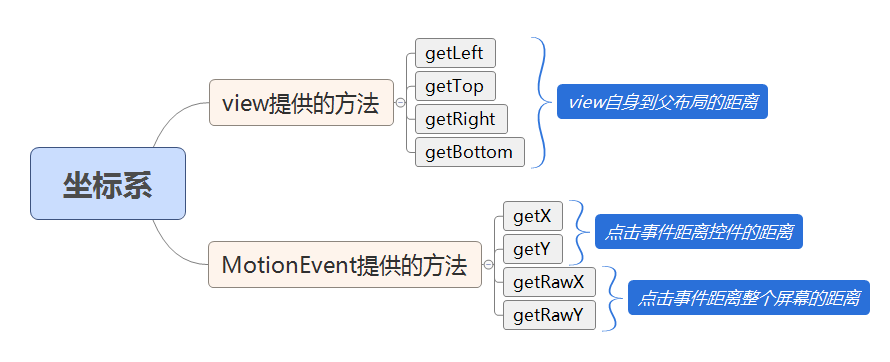 坐标系
view提供的方法
getLeft
getTop
getRight
getBottom
view自身到父布局的距离
MotionEvent提供的方法
getX
getY
点击事件距离控件的距离
getRawX
getRawY
点击事件距离整个屏幕的距离